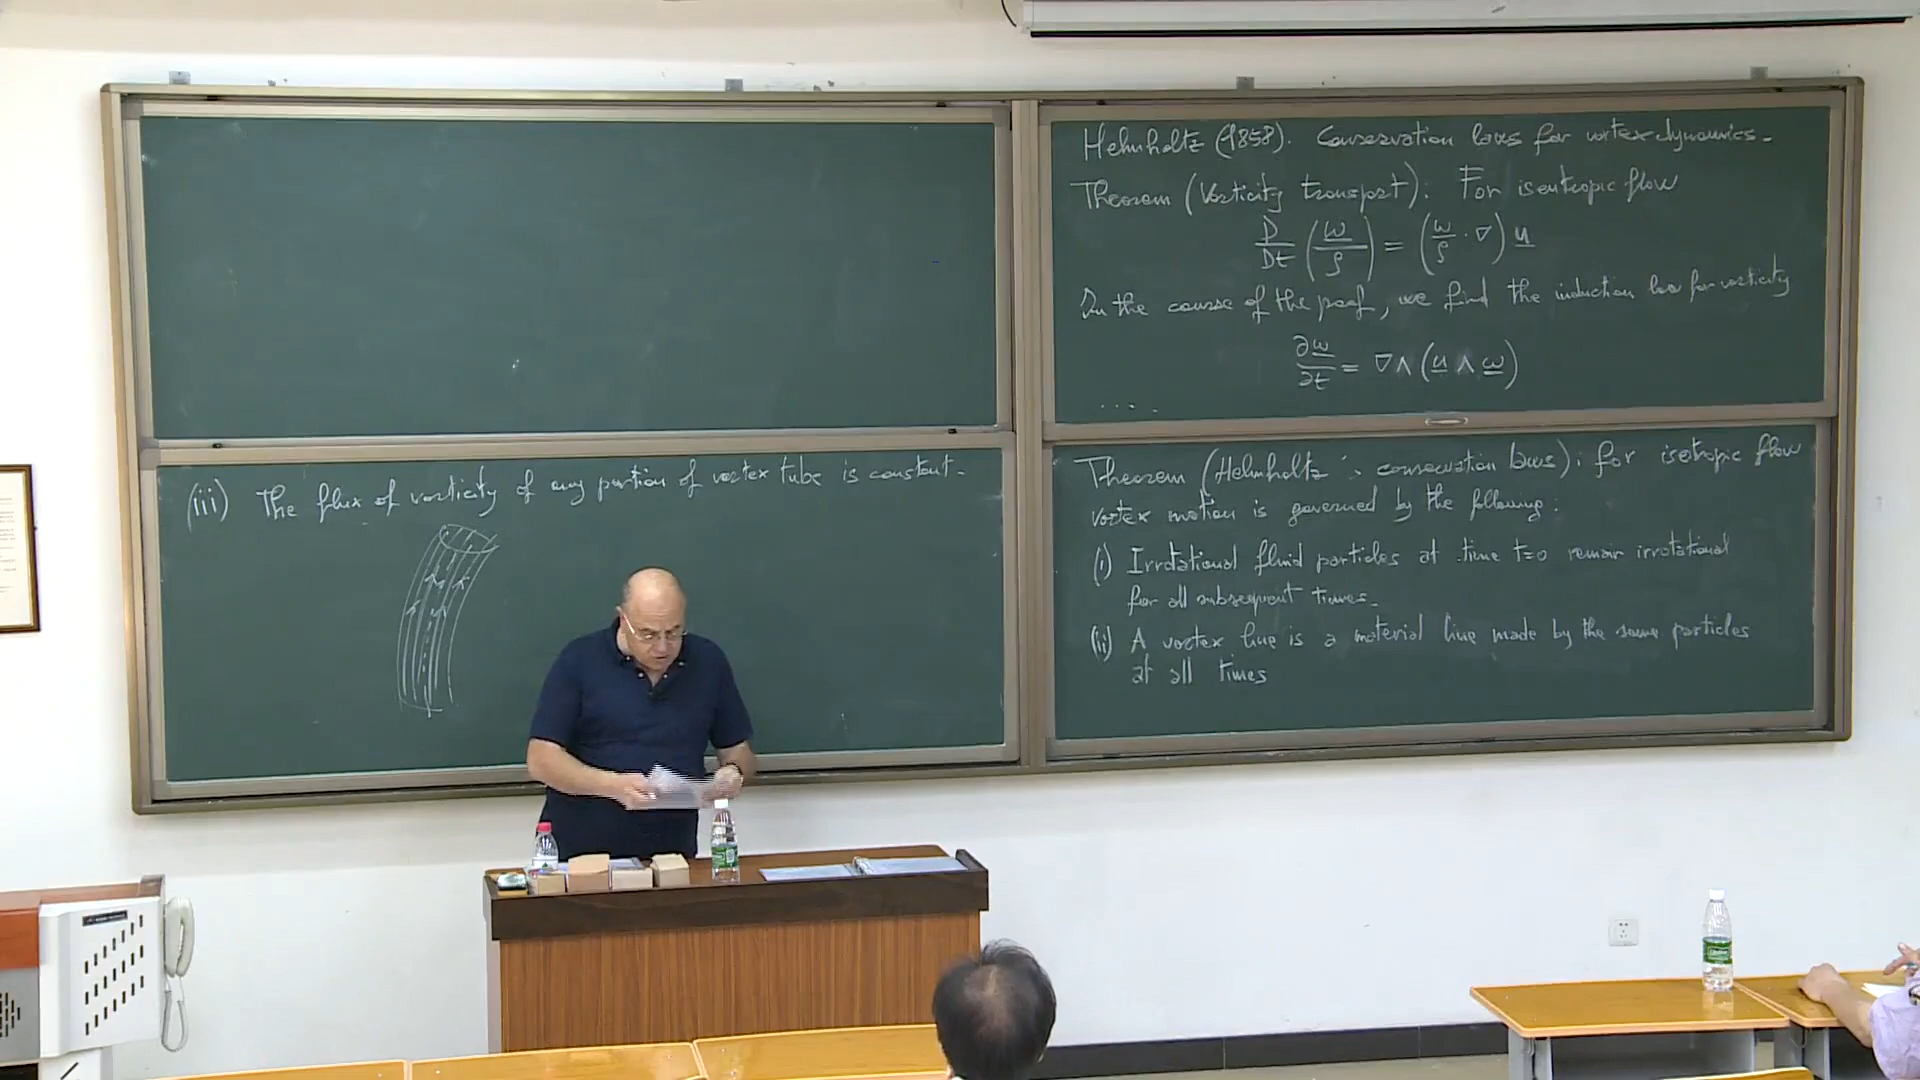 Helmholtz (1858). Conservation laws for vortex dynamics.
Theorem (Vorticity transport): For isentropic flow
D/Dt (ω/ρ) = (ω/ρ · ∇) u
In the course of the proof, we find the induction law for vorticity
∂ω/∂t = ∇∧(u ∧ ω)
....
Theorem (Helmholtz's conservation laws): for isotropic flow
vortex motion is governed by the following:
(i) Irrotational fluid particles at time t=0 remain irrotational
for all subsequent times.
(ii) A vortex line is a material line made by the same particles
at all times
(iii) The flux of vorticity of any portion of vortex tube is constant.